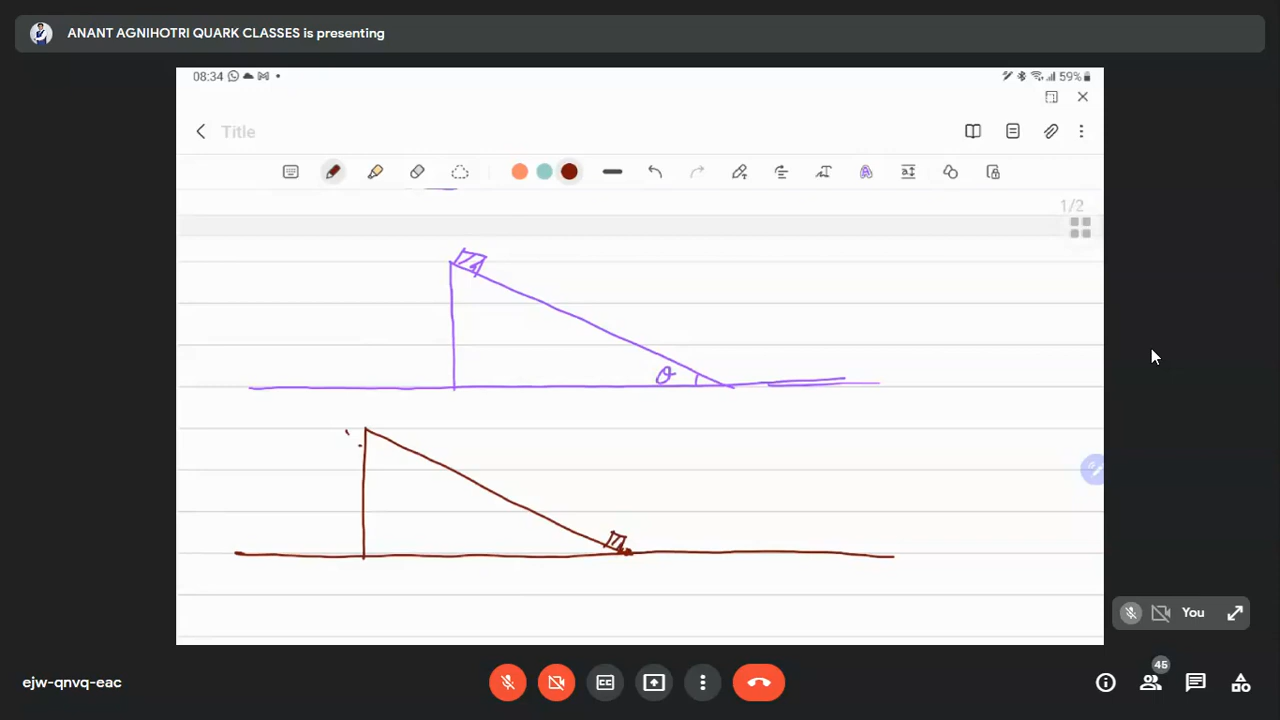 ANANT AGNIHOTRI QUARK CLASSES is presenting
08:34 59%
Title
1/2
θ
You
ejw-qnvq-eac
45